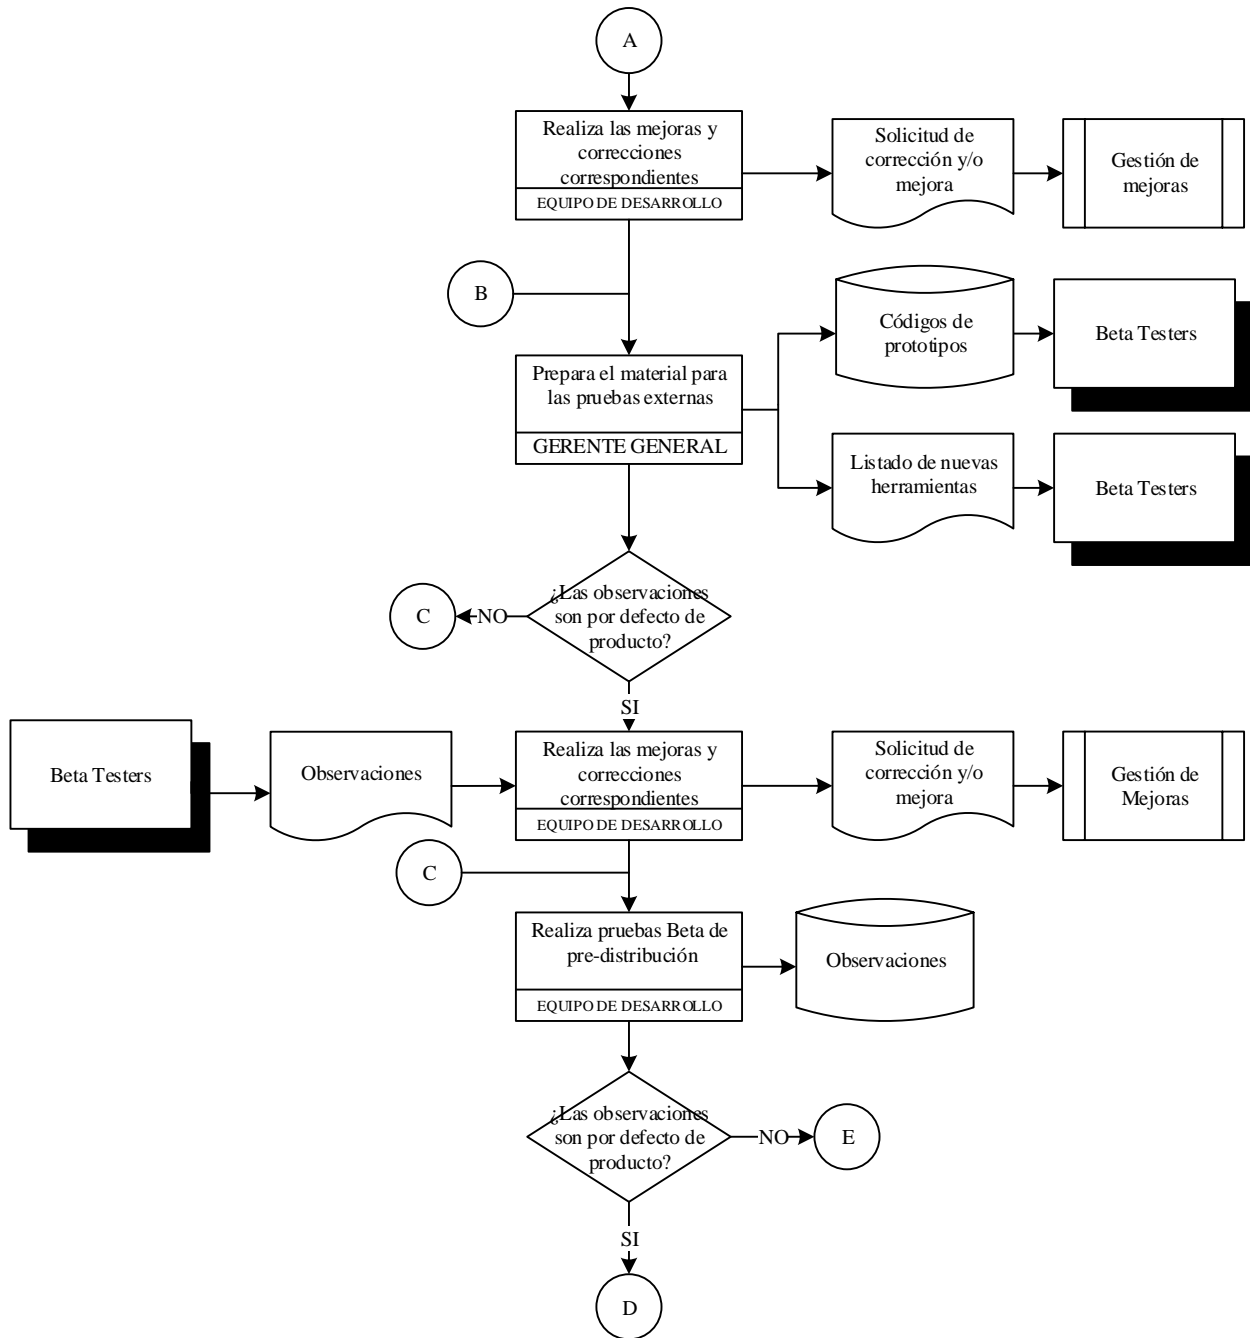 A
Realiza las mejoras y
correcciones
correspondientes
EQUIPO DE DESARROLLO
Solicitud de
corrección y/o
mejora
Gestión de
mejoras
B
Códigos de
prototipos
Beta Testers
Prepara el material para
las pruebas externas
GERENTE GENERAL
Listado de nuevas
herramientas
Beta Testers
¿Las observaciones
son por defecto de
producto?
NO
C
SI
Beta Testers
Observaciones
Realiza las mejoras y
correcciones
correspondientes
EQUIPO DE DESARROLLO
Solicitud de
corrección y/o
mejora
Gestión de
Mejoras
C
Realiza pruebas Beta de
pre-distribución
EQUIPO DE DESARROLLO
Observaciones
¿Las observaciones
son por defecto de
producto?
NO
E
SI
D